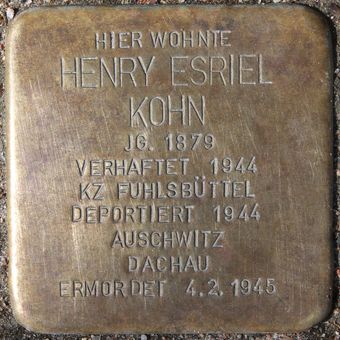 HIER WOHNTE
HENRY ESRIEL
KOHN
JG. 1879
VERHAFTET 1944
KZ FUHLSBÜTTEL
DEPORTIERT 1944
AUSCHWITZ
DACHAU
ERMORDET 4.2.1945